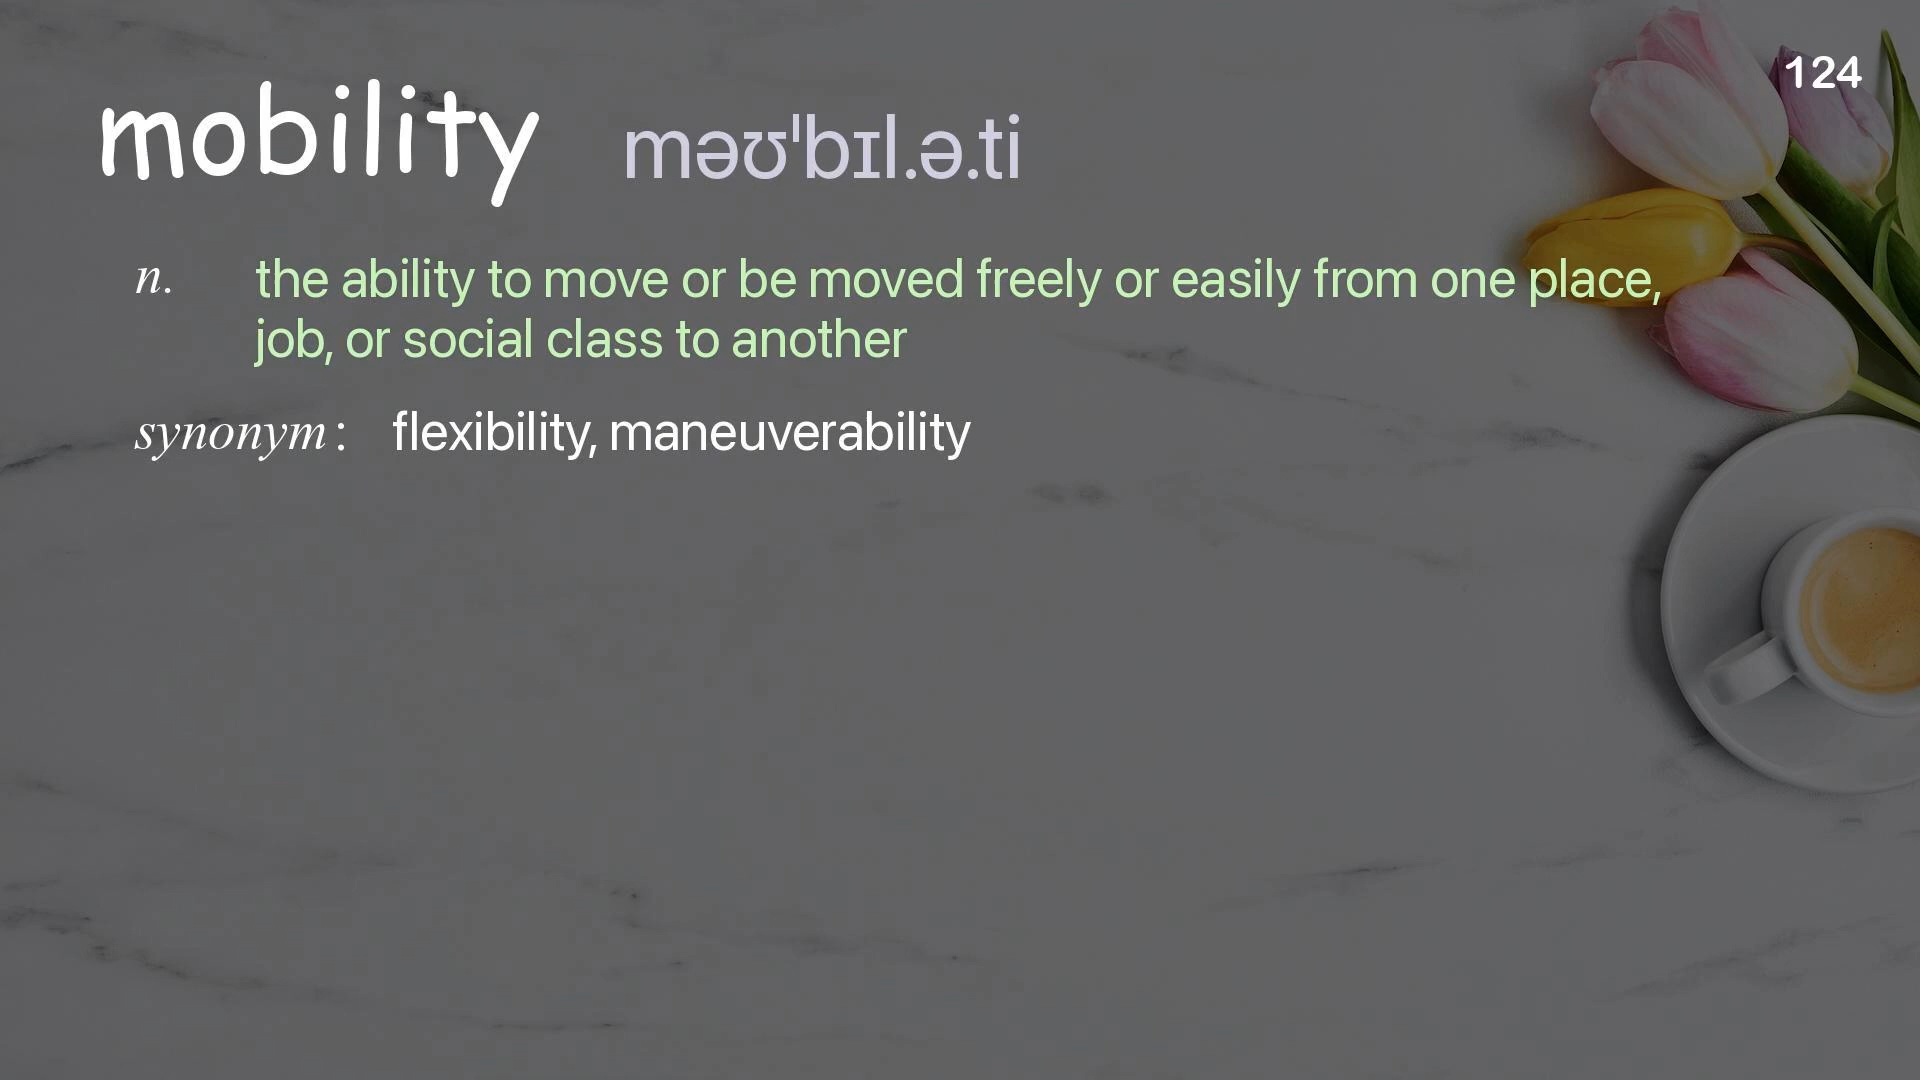 124
mobility məʊˈbɪl.ə.ti
n. the ability to move or be moved freely or easily from one place,
job, or social class to another
synonym: flexibility, maneuverability